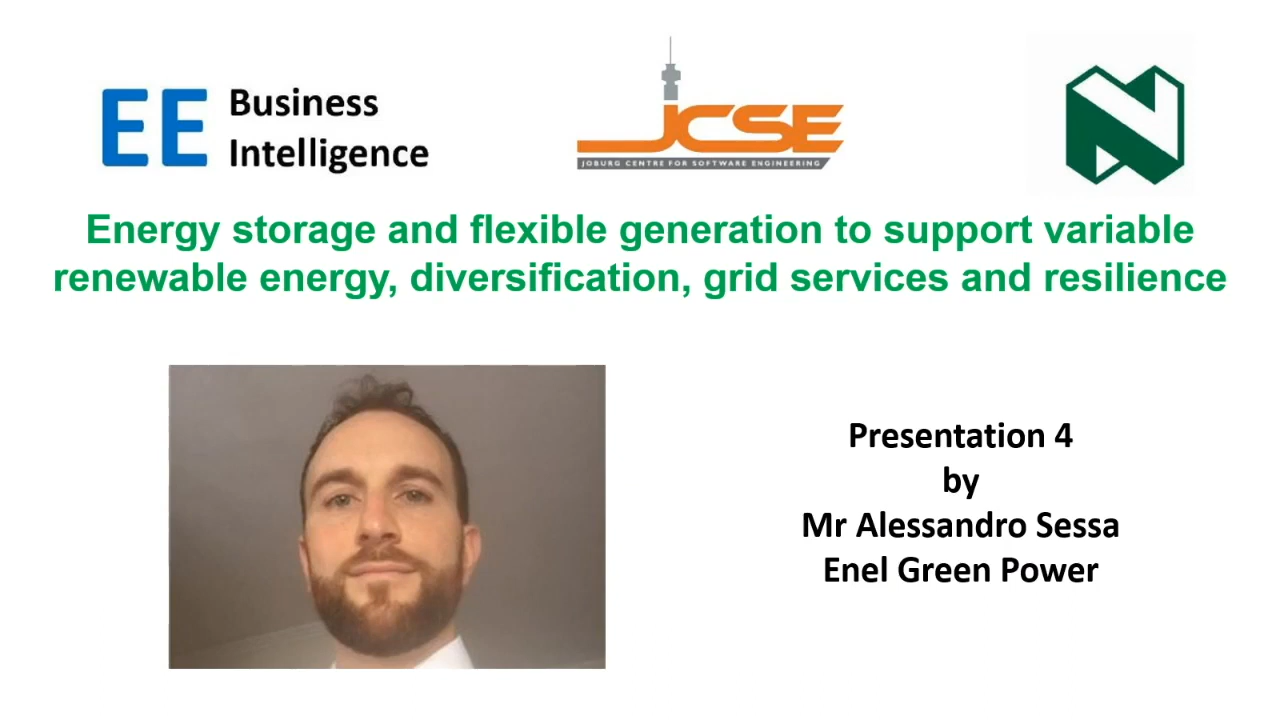 EE Business
Intelligence
JCSE
JOBURG CENTRE FOR SOFTWARE ENGINEERING
Energy storage and flexible generation to support variable
renewable energy, diversification, grid services and resilience
Presentation 4
by
Mr Alessandro Sessa
Enel Green Power